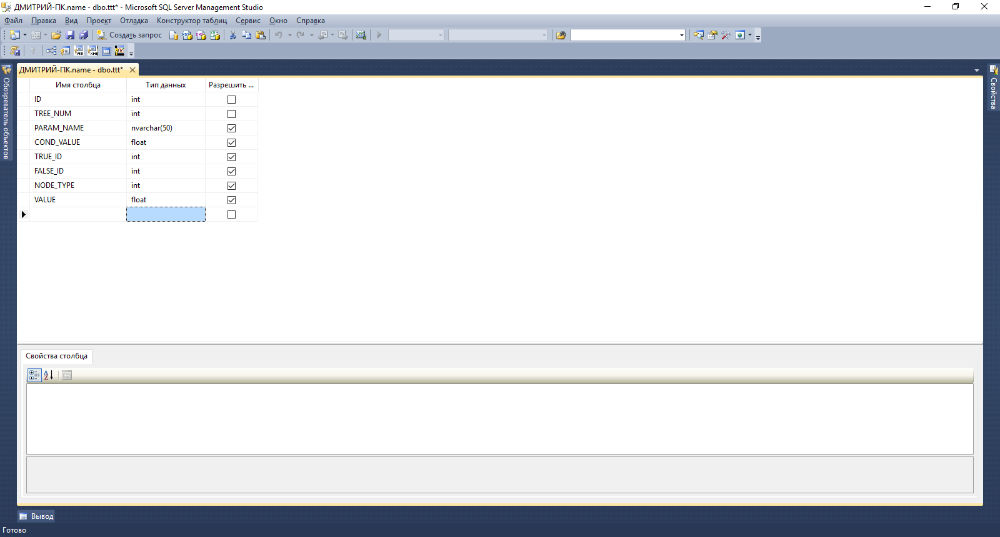 ДМИТРИЙ-ПК.name - dbo.ttt* - Microsoft SQL Server Management Studio
Файл Правка Вид Проект Отладка Конструктор таблиц Сервис Окно Справка
Создать запрос
ДМИТРИЙ-ПК.name - dbo.ttt*
Обозреватель объектов
Свойства
Имя столбца Тип данных Разрешить ...
ID int
TREE_NUM int
PARAM_NAME nvarchar(50)
COND_VALUE float
TRUE_ID int
FALSE_ID int
NODE_TYPE int
VALUE float
Свойства столбца
Вывод
Готово